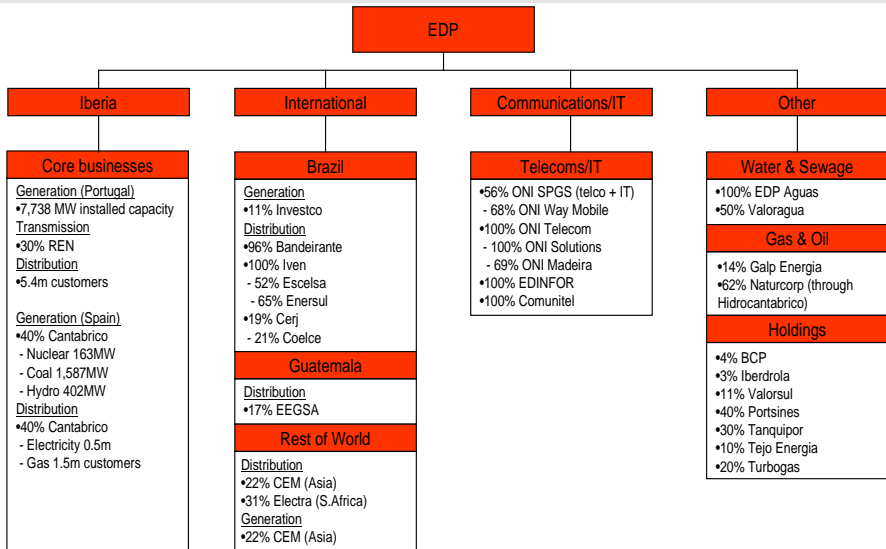 EDP
Iberia
International
Communications/IT
Other
Core businesses
Generation (Portugal)
•7,738 MW installed capacity
Transmission
•30% REN
Distribution
•5.4m customers
Generation (Spain)
•40% Cantabrico
- Nuclear 163MW
- Coal 1,587MW
- Hydro 402MW
Distribution
•40% Cantabrico
- Electricity 0.5m
- Gas 1.5m customers
Brazil
Generation
•11% Investco
Distribution
•96% Bandeirante
•100% Iven
- 52% Escelsa
- 65% Enersul
•19% Cerj
- 21% Coelce
Guatemala
Distribution
•17% EEGSA
Rest of World
Distribution
•22% CEM (Asia)
•31% Electra (S.Africa)
Generation
•22% CEM (Asia)
Telecoms/IT
•56% ONI SPGS (telco + IT)
- 68% ONI Way Mobile
•100% ONI Telecom
- 100% ONI Solutions
- 69% ONI Madeira
•100% EDINFOR
•100% Comunitel
Water & Sewage
•100% EDP Aguas
•50% Valoragua
Gas & Oil
•14% Galp Energia
•62% Naturcorp (through
Hidrocantabrico)
Holdings
•4% BCP
•3% Iberdrola
•11% Valorsul
•40% Portsines
•30% Tanquipor
•10% Tejo Energia
•20% Turbogas